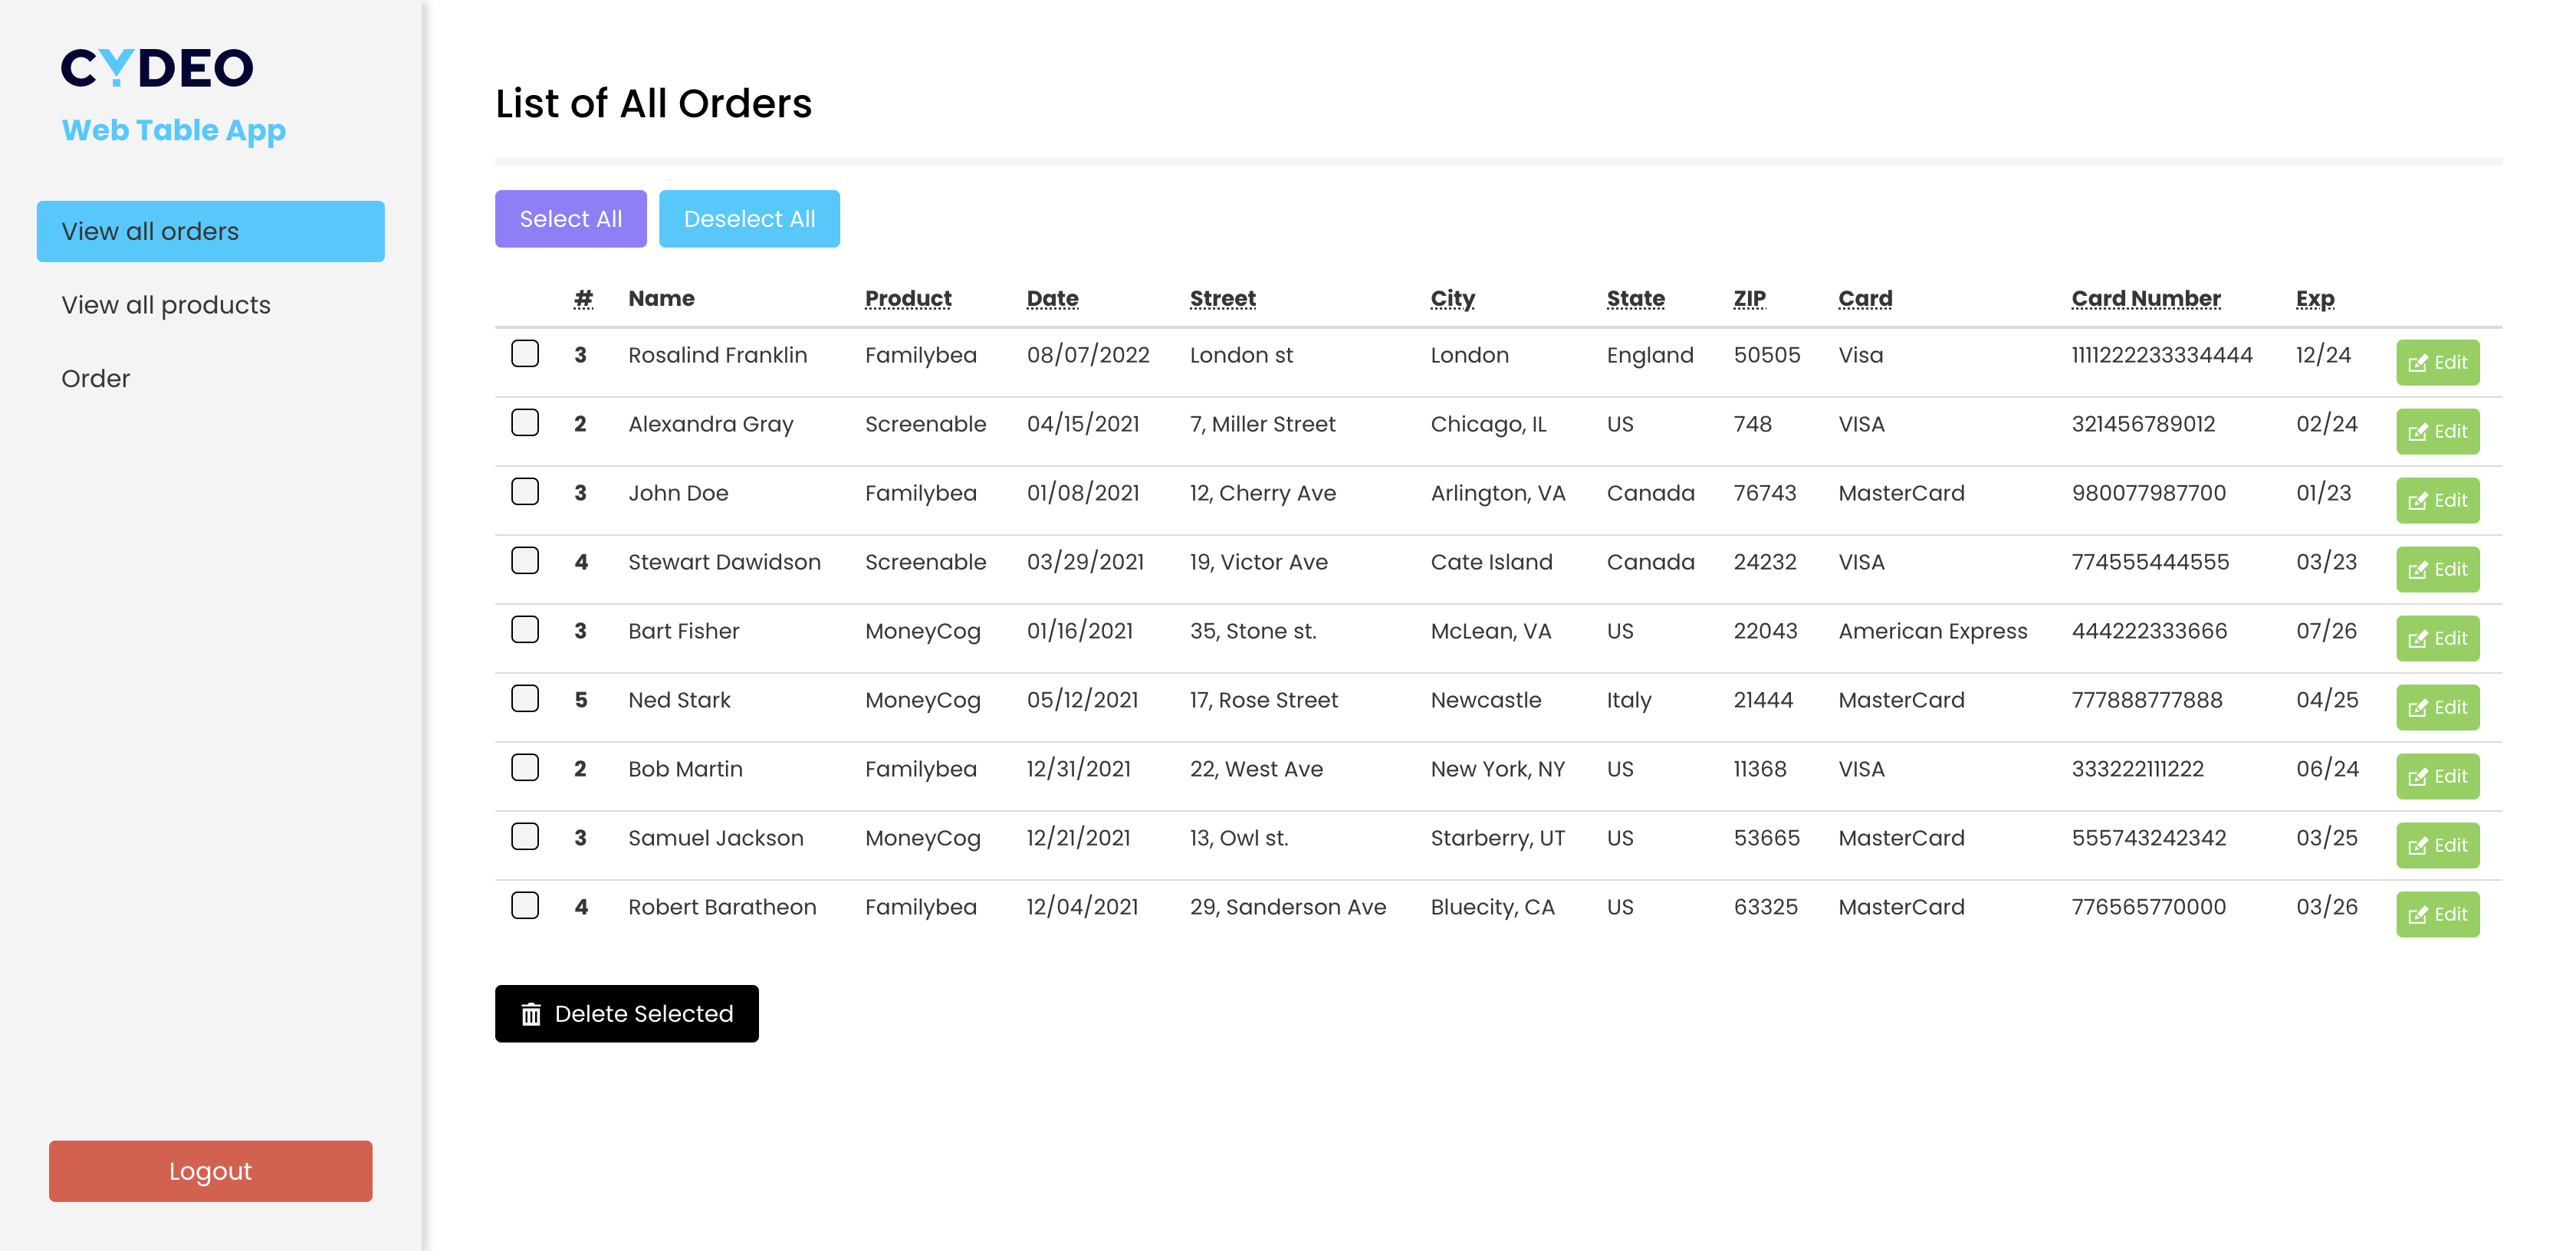 CYDEO
Web Table App
View all orders
View all products
Order
Logout
List of All Orders
Select All Deselect All
# Name Product Date Street City State ZIP Card Card Number Exp
3 Rosalind Franklin Familybea 08/07/2022 London st London England 50505 Visa 1111222233334444 12/24 Edit
2 Alexandra Gray Screenable 04/15/2021 7, Miller Street Chicago, IL US 748 VISA 321456789012 02/24 Edit
3 John Doe Familybea 01/08/2021 12, Cherry Ave Arlington, VA Canada 76743 MasterCard 980077987700 01/23 Edit
4 Stewart Dawidson Screenable 03/29/2021 19, Victor Ave Cate Island Canada 24232 VISA 774555444555 03/23 Edit
3 Bart Fisher MoneyCog 01/16/2021 35, Stone st. McLean, VA US 22043 American Express 444222333666 07/26 Edit
5 Ned Stark MoneyCog 05/12/2021 17, Rose Street Newcastle Italy 21444 MasterCard 777888777888 04/25 Edit
2 Bob Martin Familybea 12/31/2021 22, West Ave New York, NY US 11368 VISA 333222111222 06/24 Edit
3 Samuel Jackson MoneyCog 12/21/2021 13, Owl st. Starberry, UT US 53665 MasterCard 555743242342 03/25 Edit
4 Robert Baratheon Familybea 12/04/2021 29, Sanderson Ave Bluecity, CA US 63325 MasterCard 776565770000 03/26 Edit
Delete Selected